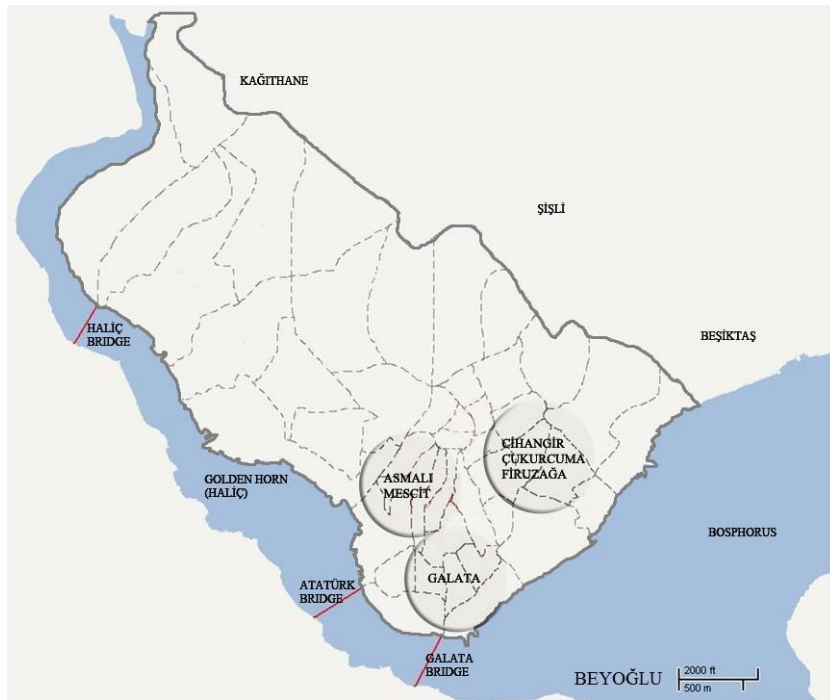 KAĞITHANE
ŞİŞLİ
BEŞİKTAŞ
HALİÇ
BRIDGE
CİHANGİR
ÇUKURCUMA
FİRUZAĞA
ASMALI
MESCİT
GOLDEN HORN
(HALİÇ)
BOSPHORUS
GALATA
ATATÜRK
BRIDGE
GALATA
BRIDGE
BEYOĞLU
2000 ft
500 m